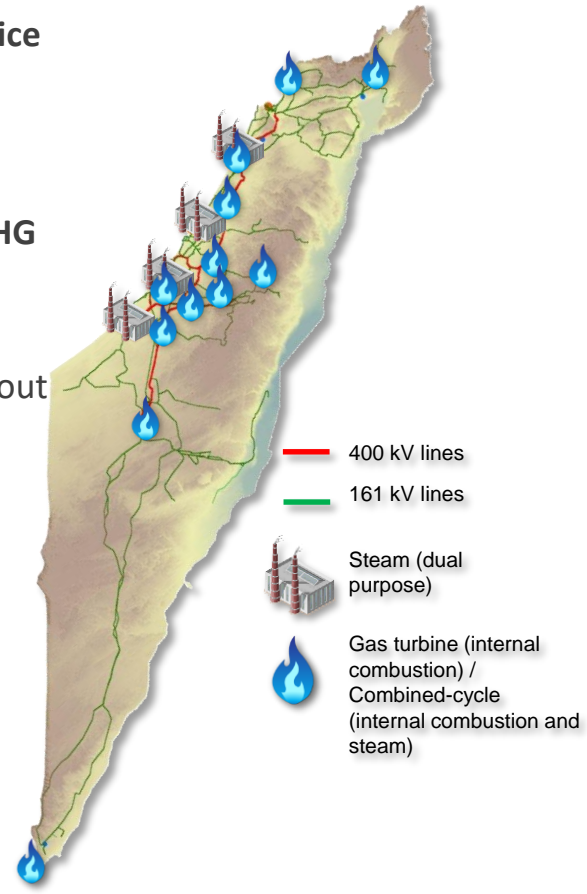 ice
HG
out
400 kV lines
161 kV lines
Steam (dual
purpose)
Gas turbine (internal
combustion) /
Combined-cycle
(internal combustion and
steam)